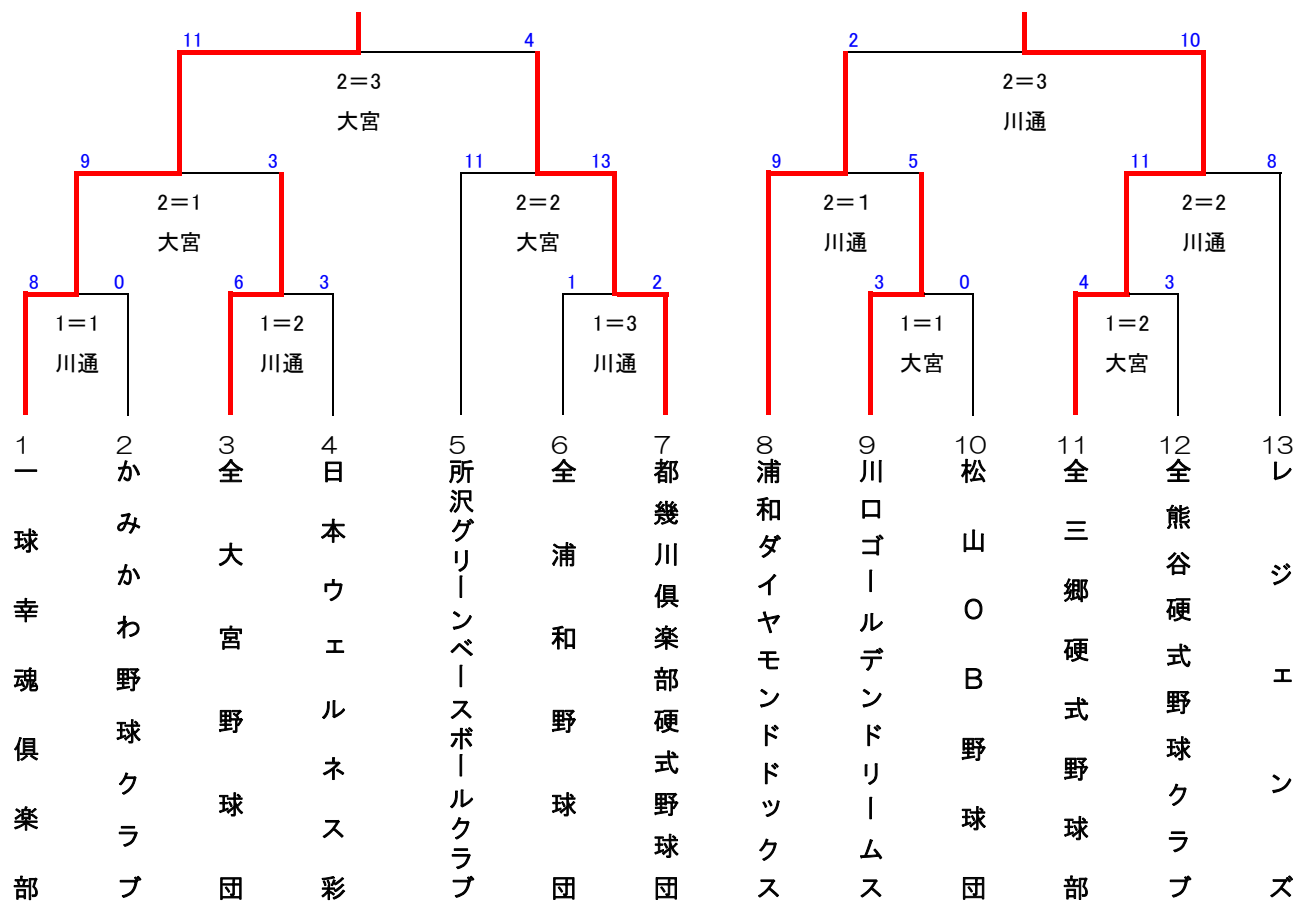 11 4 2 10
2=3 2=3
大宮 川通
9 3 11 13 9 5 11 8
2=1 2=2 2=1 2=2
大宮 大宮 川通 川通
8 0 6 3 1 2 3 0 4 3
1=1 1=2 1=3 1=1 1=2
川通 川通 川通 大宮 大宮
1 2 3 4 5 6 7 8 9 10 11 12 13
一球幸魂倶楽部
かみかわ野球クラブ
全大宮野球団
日本ウェルネス彩
所沢グリーンベースボールクラブ
全浦和野球団
都幾川倶楽部硬式野球団
浦和ダイヤモンドドックス
川口ゴールデンドリームス
松山OB野球団
全三郷硬式野球部
全熊谷硬式野球クラブ
レジェンズ